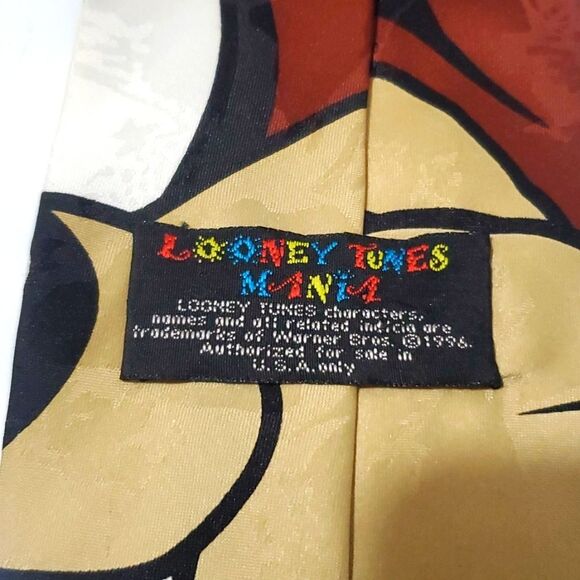 LOONEY TUNES
MANIA
LOONEY TUNES characters,
names and all related indicia are
trademarks of Warner Bros. ©1996
Authorized for sale in
U.S.A. only